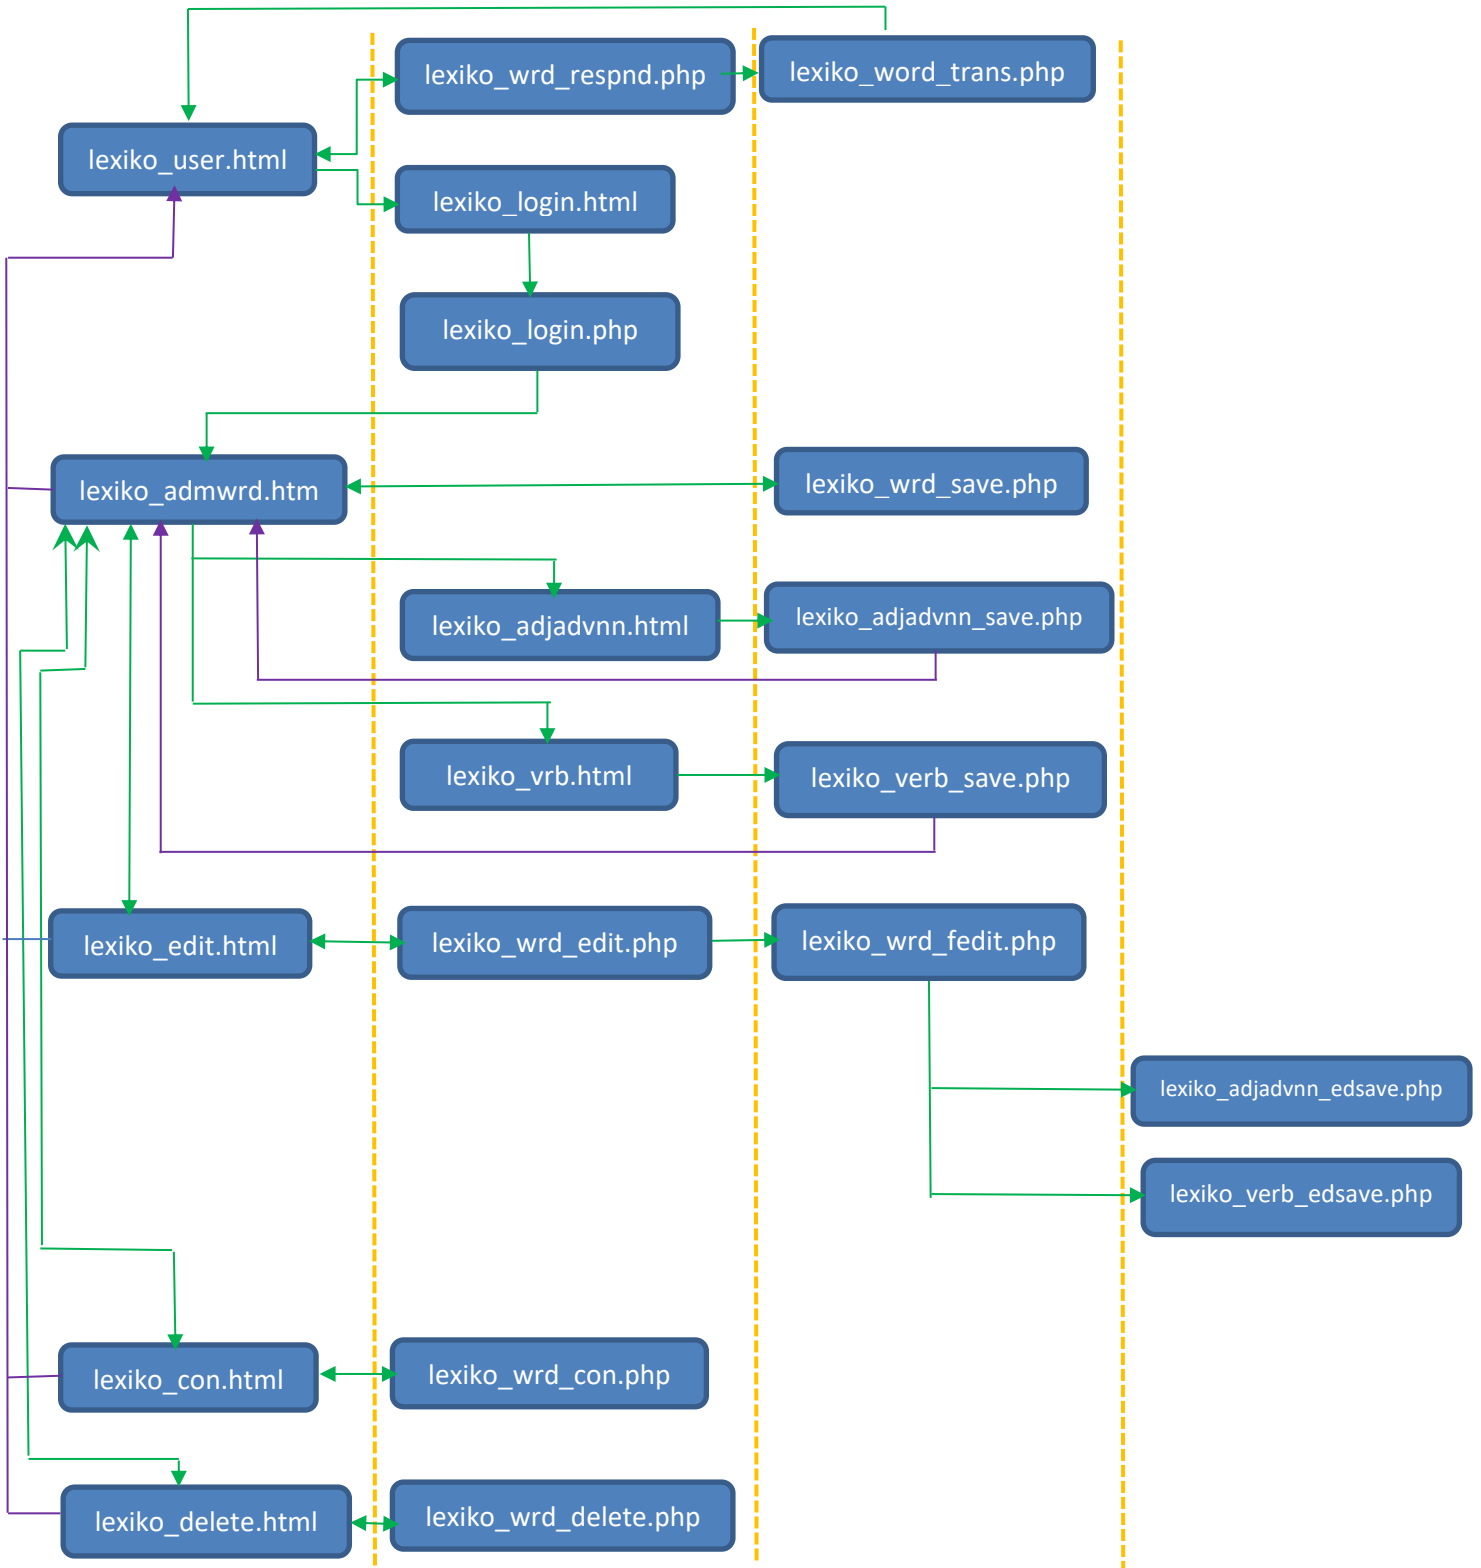 lexiko_wrd_respnd.php
lexiko_word_trans.php
lexiko_user.html
lexiko_login.html
lexiko_login.php
lexiko_admwrd.htm
lexiko_wrd_save.php
lexiko_adjadvnn.html
lexiko_adjadvnn_save.php
lexiko_vrb.html
lexiko_verb_save.php
lexiko_edit.html
lexiko_wrd_edit.php
lexiko_wrd_fedit.php
lexiko_adjadvnn_edsave.php
lexiko_verb_edsave.php
lexiko_con.html
lexiko_wrd_con.php
lexiko_delete.html
lexiko_wrd_delete.php